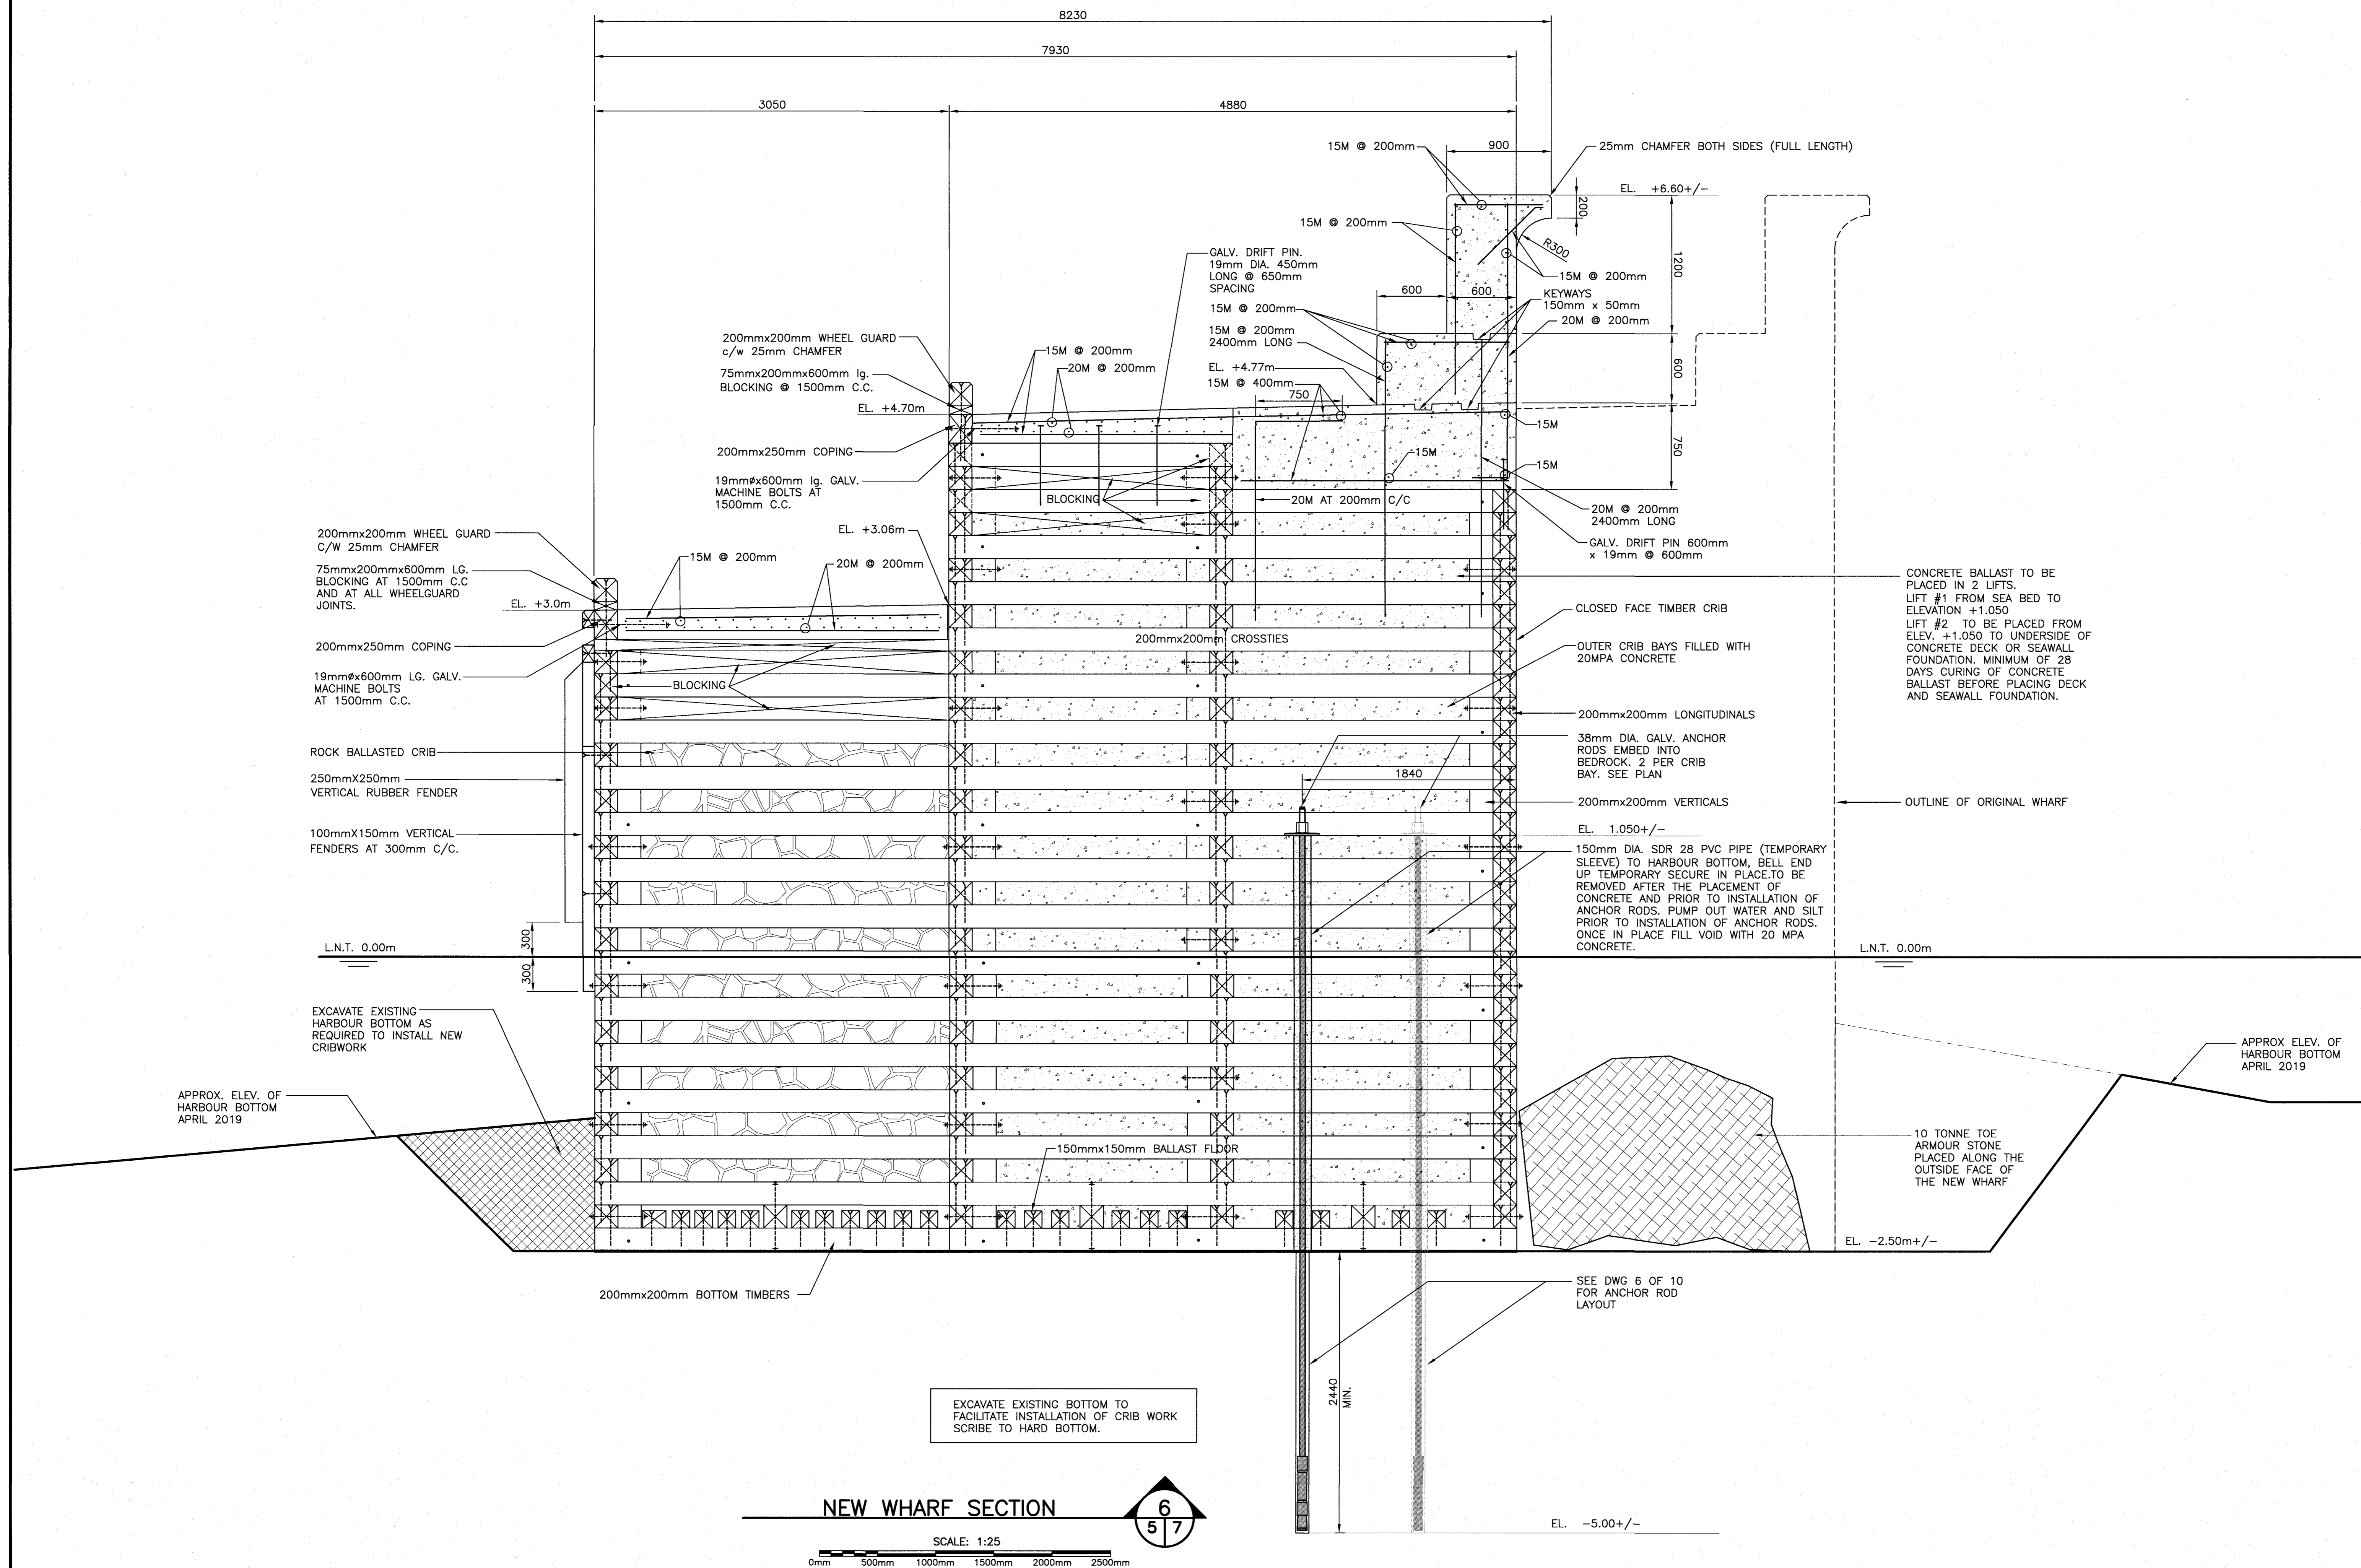 8230
7930
3050
4880
15M @ 200mm
900
25mm CHAMFER BOTH SIDES (FULL LENGTH)
EL. +6.60+/-
200
15M @ 200mm
R300
GALV. DRIFT PIN.
19mm DIA. 450mm
LONG @ 650mm
SPACING
1200
15M @ 200mm
600
600
KEYWAYS
150mm x 50mm
15M @ 200mm
20M @ 200mm
15M @ 200mm
2400mm LONG
200mmx200mm WHEEL GUARD
c/w 25mm CHAMFER
15M @ 200mm
20M @ 200mm
75mmx200mmx600mm lg.
BLOCKING @ 1500mm C.C.
EL. +4.77m
15M @ 400mm
600
750
EL. +4.70m
15M
750
200mmx250mm COPING
15M
15M
19mmøx600mm lg. GALV.
MACHINE BOLTS AT
1500mm C.C.
BLOCKING
20M AT 200mm C/C
20M @ 200mm
2400mm LONG
GALV. DRIFT PIN 600mm
x 19mm @ 600mm
EL. +3.06m
200mmx200mm WHEEL GUARD
C/W 25mm CHAMFER
15M @ 200mm
20M @ 200mm
75mmx200mmx600mm LG.
BLOCKING AT 1500mm C.C
AND AT ALL WHEELGUARD
JOINTS.
EL. +3.0m
CONCRETE BALLAST TO BE
PLACED IN 2 LIFTS.
LIFT #1 FROM SEA BED TO
ELEVATION +1.050
LIFT #2 TO BE PLACED FROM
ELEV. +1.050 TO UNDERSIDE OF
CONCRETE DECK OR SEAWALL
FOUNDATION. MINIMUM OF 28
DAYS CURING OF CONCRETE
BALLAST BEFORE PLACING DECK
AND SEAWALL FOUNDATION.
CLOSED FACE TIMBER CRIB
200mmx250mm COPING
200mmx200mm CROSSTIES
OUTER CRIB BAYS FILLED WITH
20MPA CONCRETE
19mmøx600mm LG. GALV.
MACHINE BOLTS
AT 1500mm C.C.
BLOCKING
200mmx200mm LONGITUDINALS
38mm DIA. GALV. ANCHOR
RODS EMBED INTO
BEDROCK. 2 PER CRIB
BAY. SEE PLAN
ROCK BALLASTED CRIB
1840
250mmX250mm
VERTICAL RUBBER FENDER
200mmx200mm VERTICALS
OUTLINE OF ORIGINAL WHARF
100mmX150mm VERTICAL
FENDERS AT 300mm C/C.
EL. 1.050+/-
150mm DIA. SDR 28 PVC PIPE (TEMPORARY
SLEEVE) TO HARBOUR BOTTOM, BELL END
UP TEMPORARY SECURE IN PLACE.TO BE
REMOVED AFTER THE PLACEMENT OF
CONCRETE AND PRIOR TO INSTALLATION OF
ANCHOR RODS. PUMP OUT WATER AND SILT
PRIOR TO INSTALLATION OF ANCHOR RODS.
ONCE IN PLACE FILL VOID WITH 20 MPA
CONCRETE.
300
L.N.T. 0.00m
L.N.T. 0.00m
300
EXCAVATE EXISTING
HARBOUR BOTTOM AS
REQUIRED TO INSTALL NEW
CRIBWORK
APPROX ELEV. OF
HARBOUR BOTTOM
APRIL 2019
APPROX. ELEV. OF
HARBOUR BOTTOM
APRIL 2019
10 TONNE TOE
ARMOUR STONE
PLACED ALONG THE
OUTSIDE FACE OF
THE NEW WHARF
150mmx150mm BALLAST FLOOR
EL. -2.50m+/-
200mmx200mm BOTTOM TIMBERS
SEE DWG 6 OF 10
FOR ANCHOR ROD
LAYOUT
2440
MIN.
EXCAVATE EXISTING BOTTOM TO
FACILITATE INSTALLATION OF CRIB WORK
SCRIBE TO HARD BOTTOM.
NEW WHARF SECTION
6
5 7
EL. -5.00+/-
SCALE: 1:25
0mm 500mm 1000mm 1500mm 2000mm 2500mm